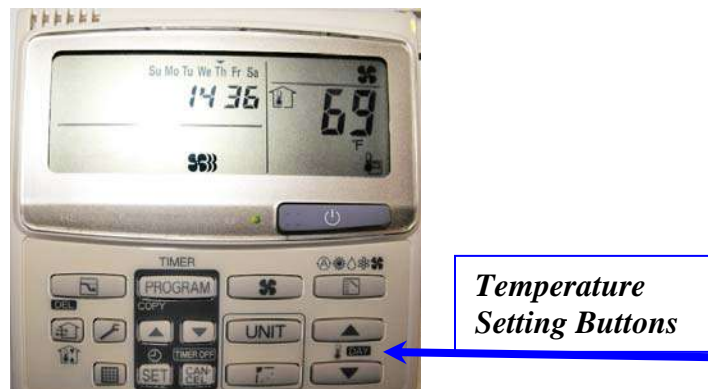 Su Mo Tu We Th Fr Sa
14 36
69
°F
TIMER
PROGRAM
DEL
COPY
UNIT
DAY
TIMER OFF
SET
CAN-
CEL
Temperature
Setting Buttons